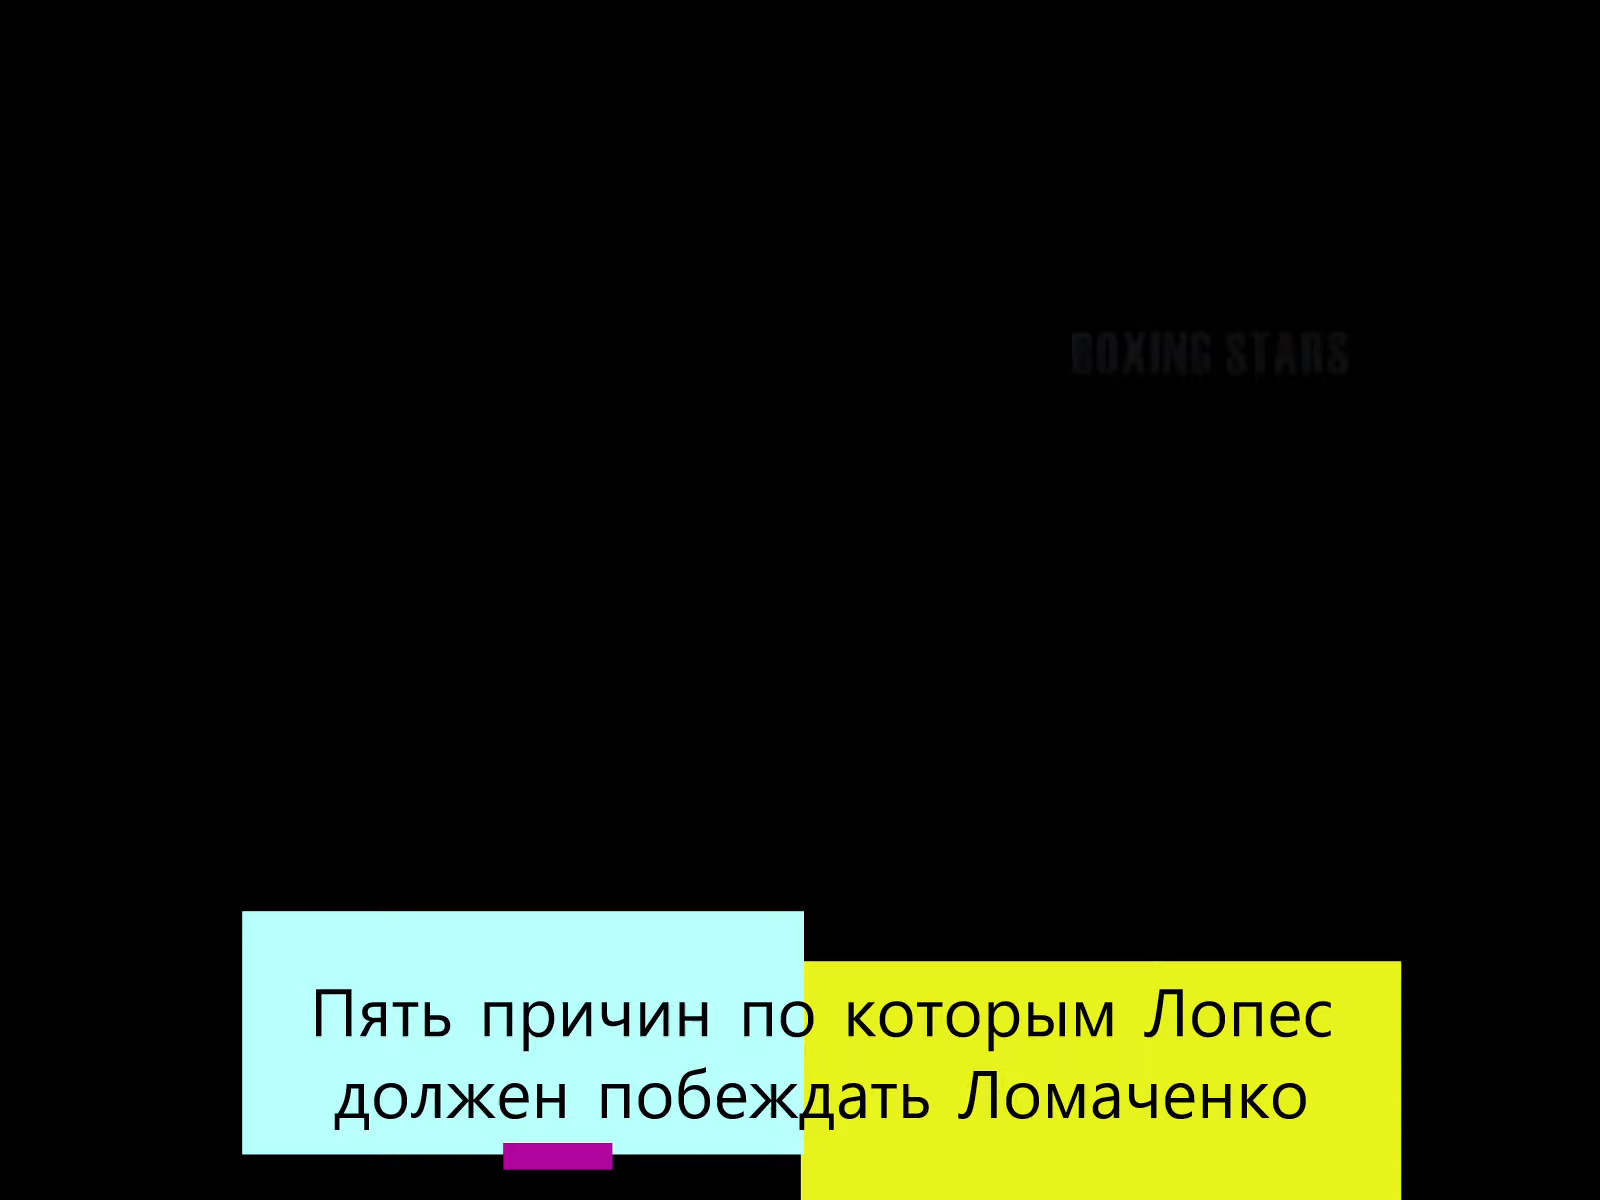 BOXING STARS
Пять причин по которым Лопес
должен побеждать Ломаченко